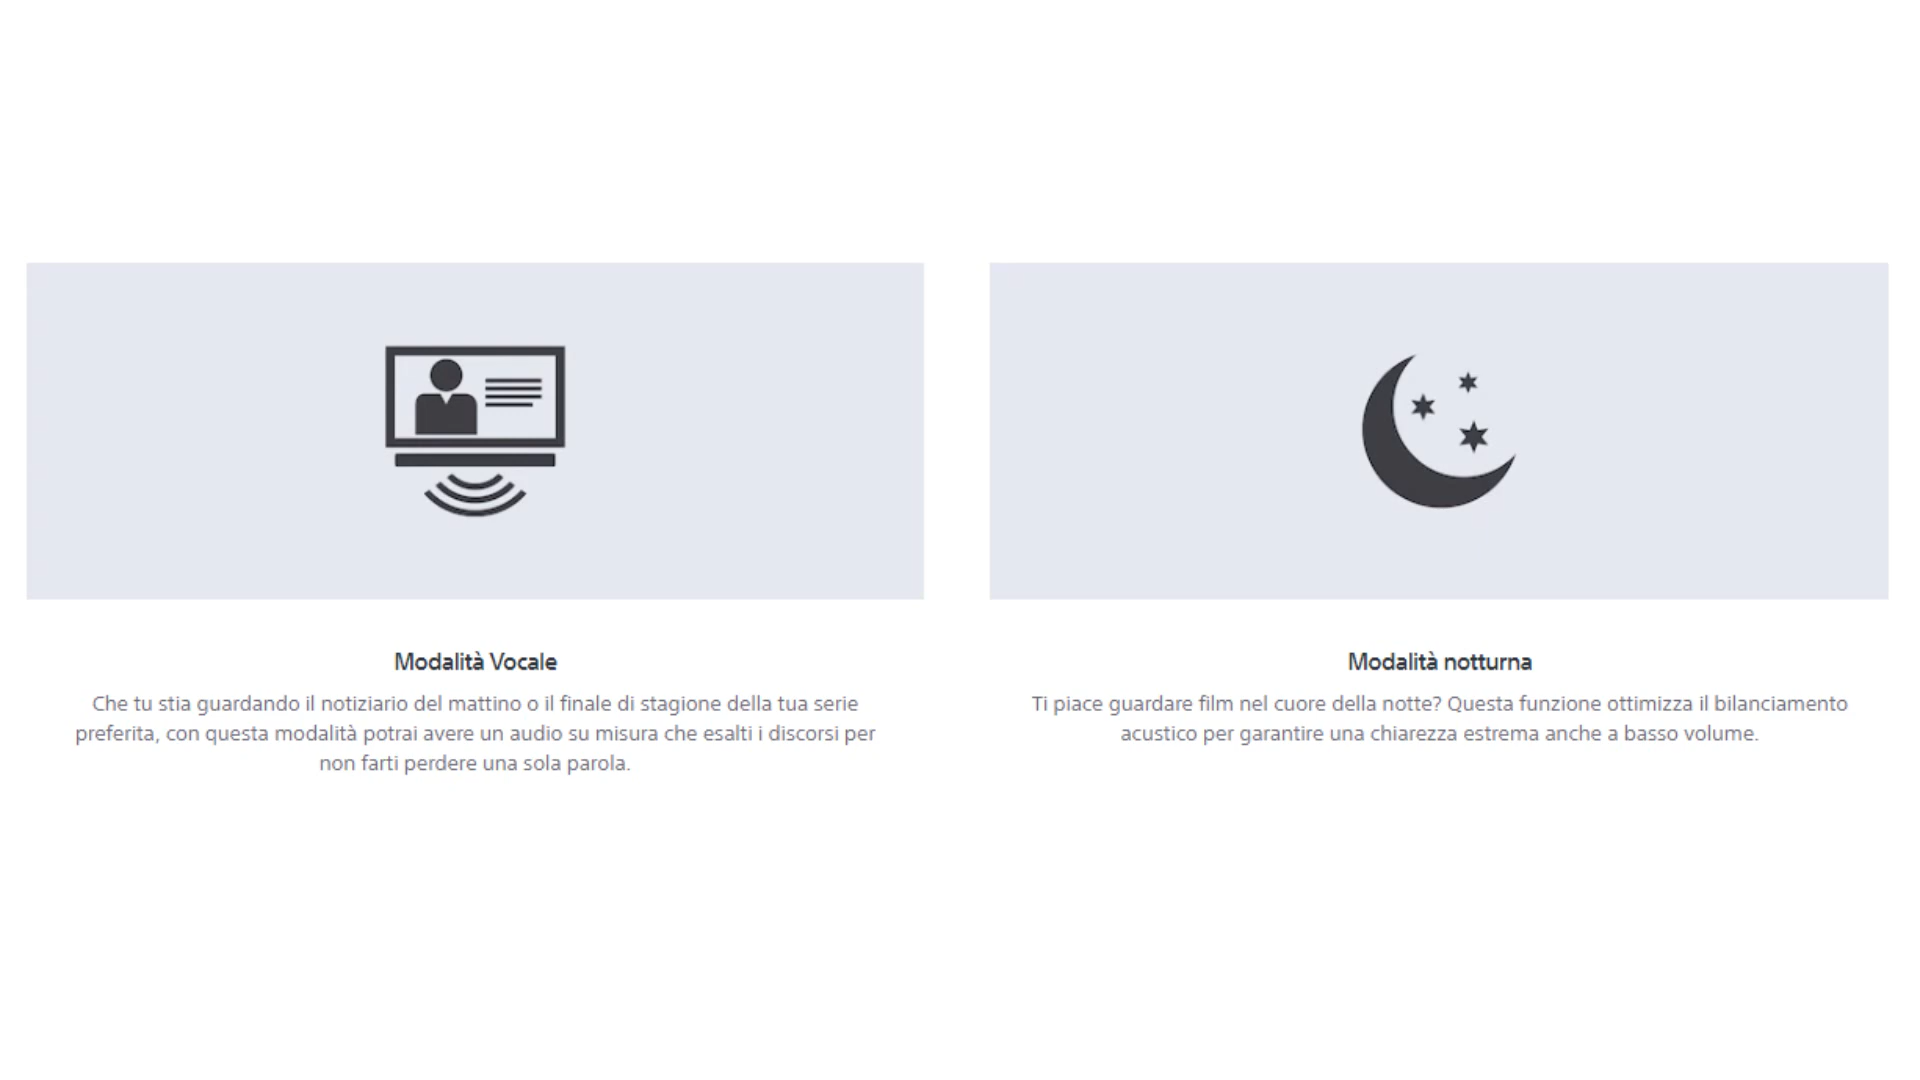 Modalità Vocale
Che tu stia guardando il notiziario del mattino o il finale di stagione della tua serie
preferita, con questa modalità potrai avere un audio su misura che esalti i discorsi per
non farti perdere una sola parola.
Modalità notturna
Ti piace guardare film nel cuore della notte? Questa funzione ottimizza il bilanciamento
acustico per garantire una chiarezza estrema anche a basso volume.